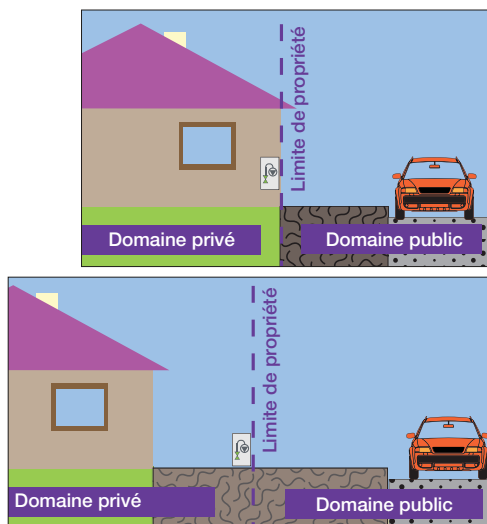 Limite de propriété
Domaine privé
Domaine public
Limite de propriété
Domaine privé
Domaine public